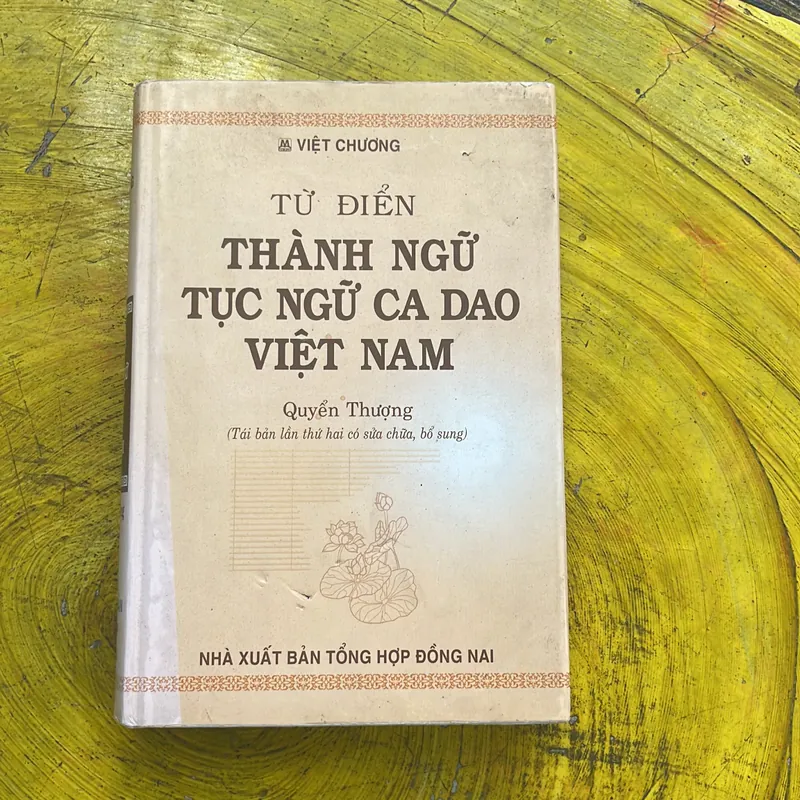 VIỆT CHƯƠNG
TỪ ĐIỂN
THÀNH NGỮ
TỤC NGỮ CA DAO
VIỆT NAM
Quyển Thượng
(Tái bản lần thứ hai có sửa chữa, bổ sung)
NHÀ XUẤT BẢN TỔNG HỢP ĐỒNG NAI